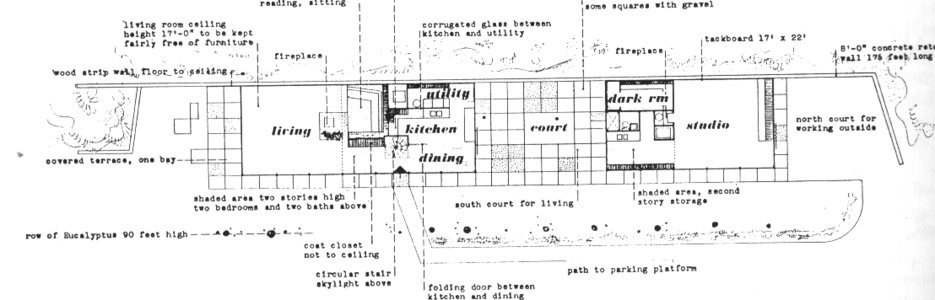 reading, sitting
some squares with gravel
living room ceiling
height 17'-0" to be kept
fairly free of furniture
corrugated glass between
kitchen and utility
tackboard 17' x 22'
fireplace
fireplace
8'-0" concrete rete
wall 175 feet long
wood strip wall floor to ceiling
utility
dark rm
living
kitchen
court
studio
north court for
working outside
dining
covered terrace, one bay
shaded area two stories high
two bedrooms and two baths above
south court for living
shaded area, second
story storage
row of Eucalyptus 90 feet high
coat closet
not to ceiling
circular stair
skylight above
path to parking platform
folding door between
kitchen and dining